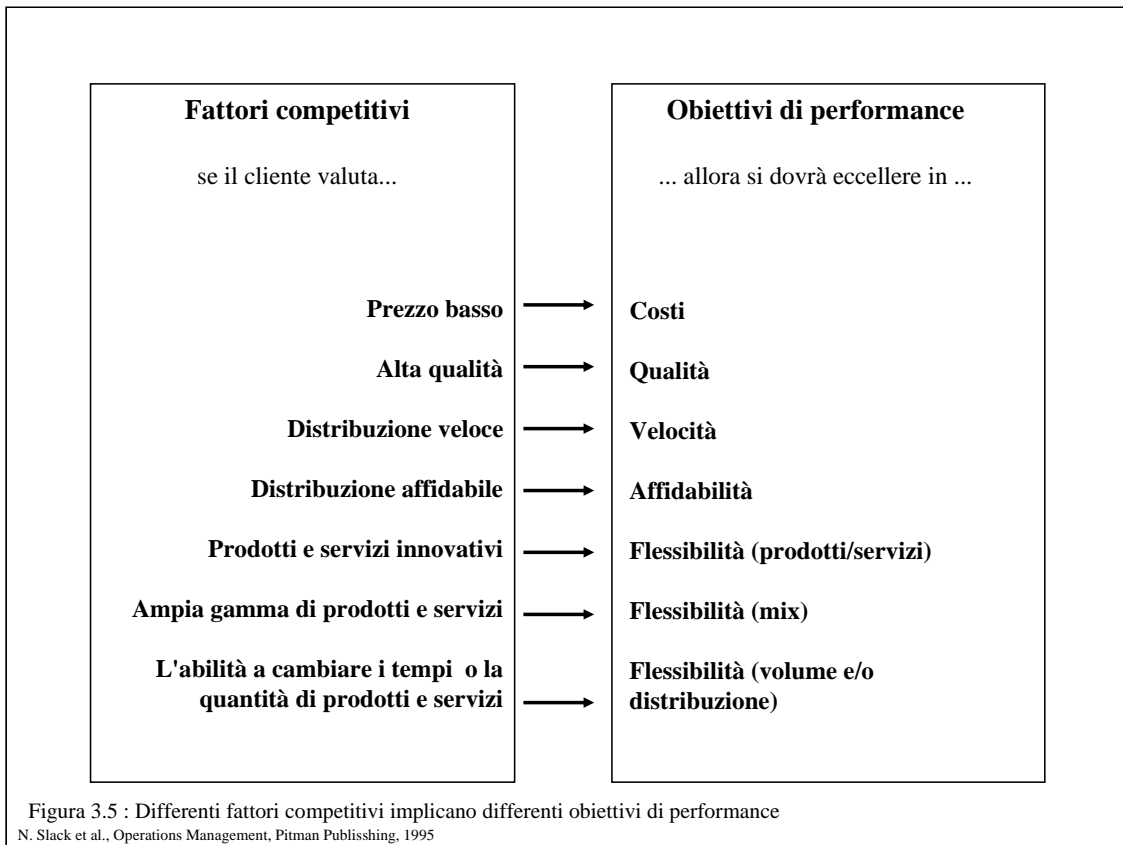 Fattori competitivi
se il cliente valuta...
Obiettivi di performance
... allora si dovrà eccellere in ...
Prezzo basso
Costi
Alta qualità
Qualità
Distribuzione veloce
Velocità
Distribuzione affidabile
Affidabilità
Prodotti e servizi innovativi
Flessibilità (prodotti/servizi)
Ampia gamma di prodotti e servizi
Flessibilità (mix)
L'abilità a cambiare i tempi o la
quantità di prodotti e servizi
Flessibilità (volume e/o
distribuzione)
Figura 3.5 : Differenti fattori competitivi implicano differenti obiettivi di performance
N. Slack et al., Operations Management, Pitman Publisshing, 1995